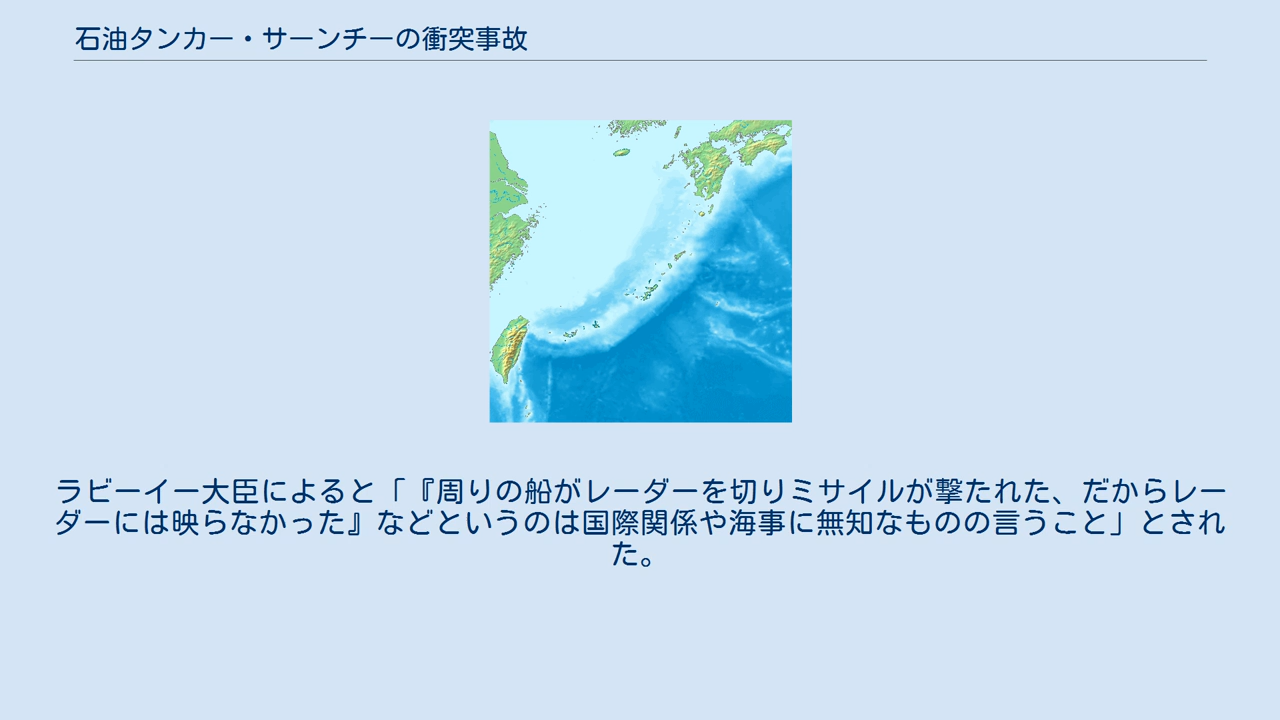 石油タンカー・サーンチーの衝突事故
ラビーイー大臣によると「『周りの船がレーダーを切りミサイルが撃たれた、だからレー
ダーには映らなかった』などというのは国際関係や海事に無知なものの言うこと」とされ
た。